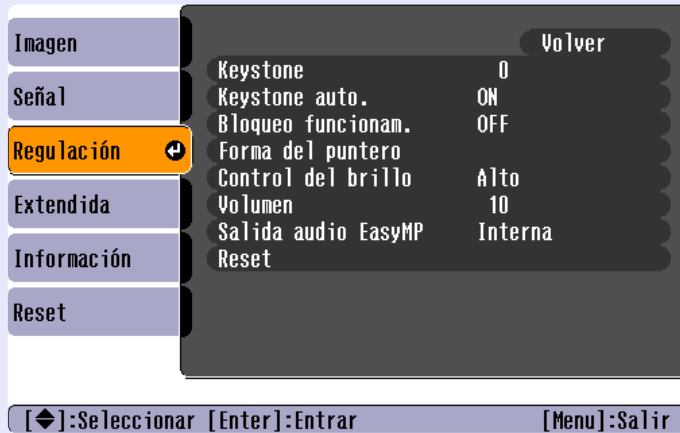 Imagen
Señal
Regulación
Extendida
Información
Reset
Volver
Keystone 0
Keystone auto. ON
Bloqueo funcionam. OFF
Forma del puntero
Control del brillo Alto
Volumen 10
Salida audio EasyMP Interna
Reset
[◆]:Seleccionar [Enter]:Entrar [Menu]:Salir